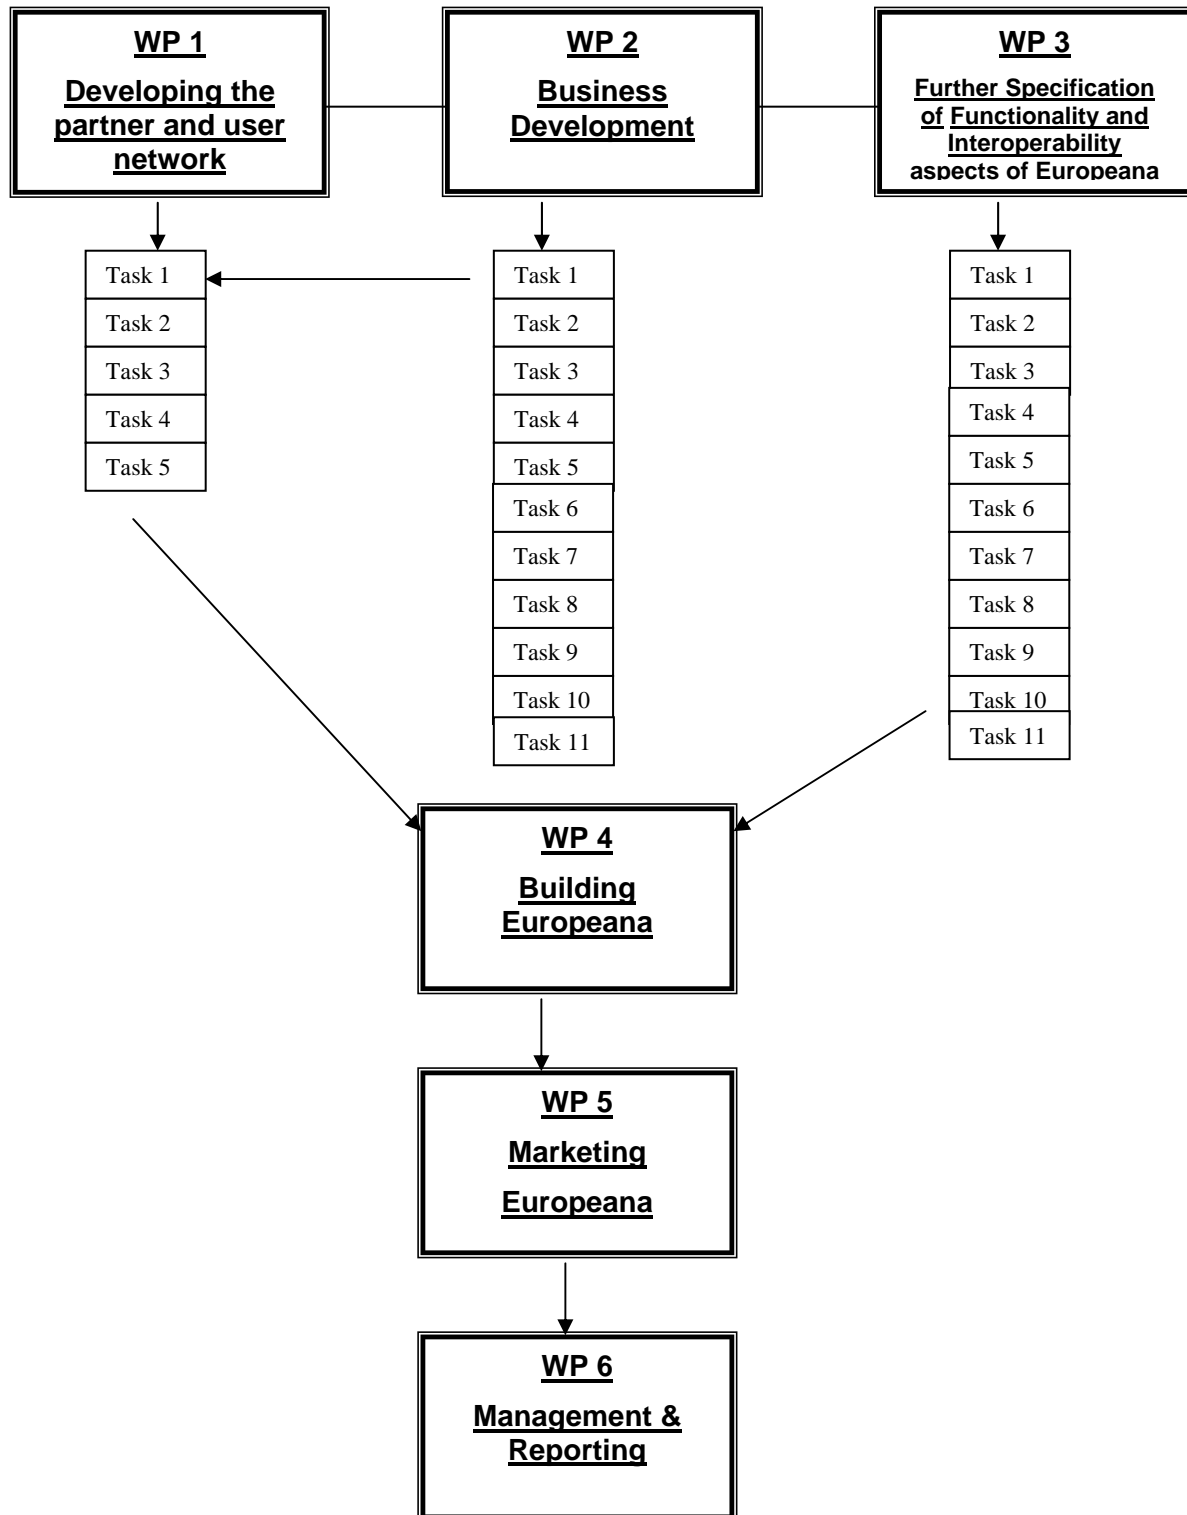 WP 1
Developing the
partner and user
network
WP 2
Business
Development
WP 3
Further Specification
of Functionality and
Interoperability
aspects of Europeana
Task 1
Task 2
Task 3
Task 4
Task 5
Task 1
Task 2
Task 3
Task 4
Task 5
Task 6
Task 7
Task 8
Task 9
Task 10
Task 11
Task 1
Task 2
Task 3
Task 4
Task 5
Task 6
Task 7
Task 8
Task 9
Task 10
Task 11
WP 4
Building
Europeana
WP 5
Marketing
Europeana
WP 6
Management &
Reporting